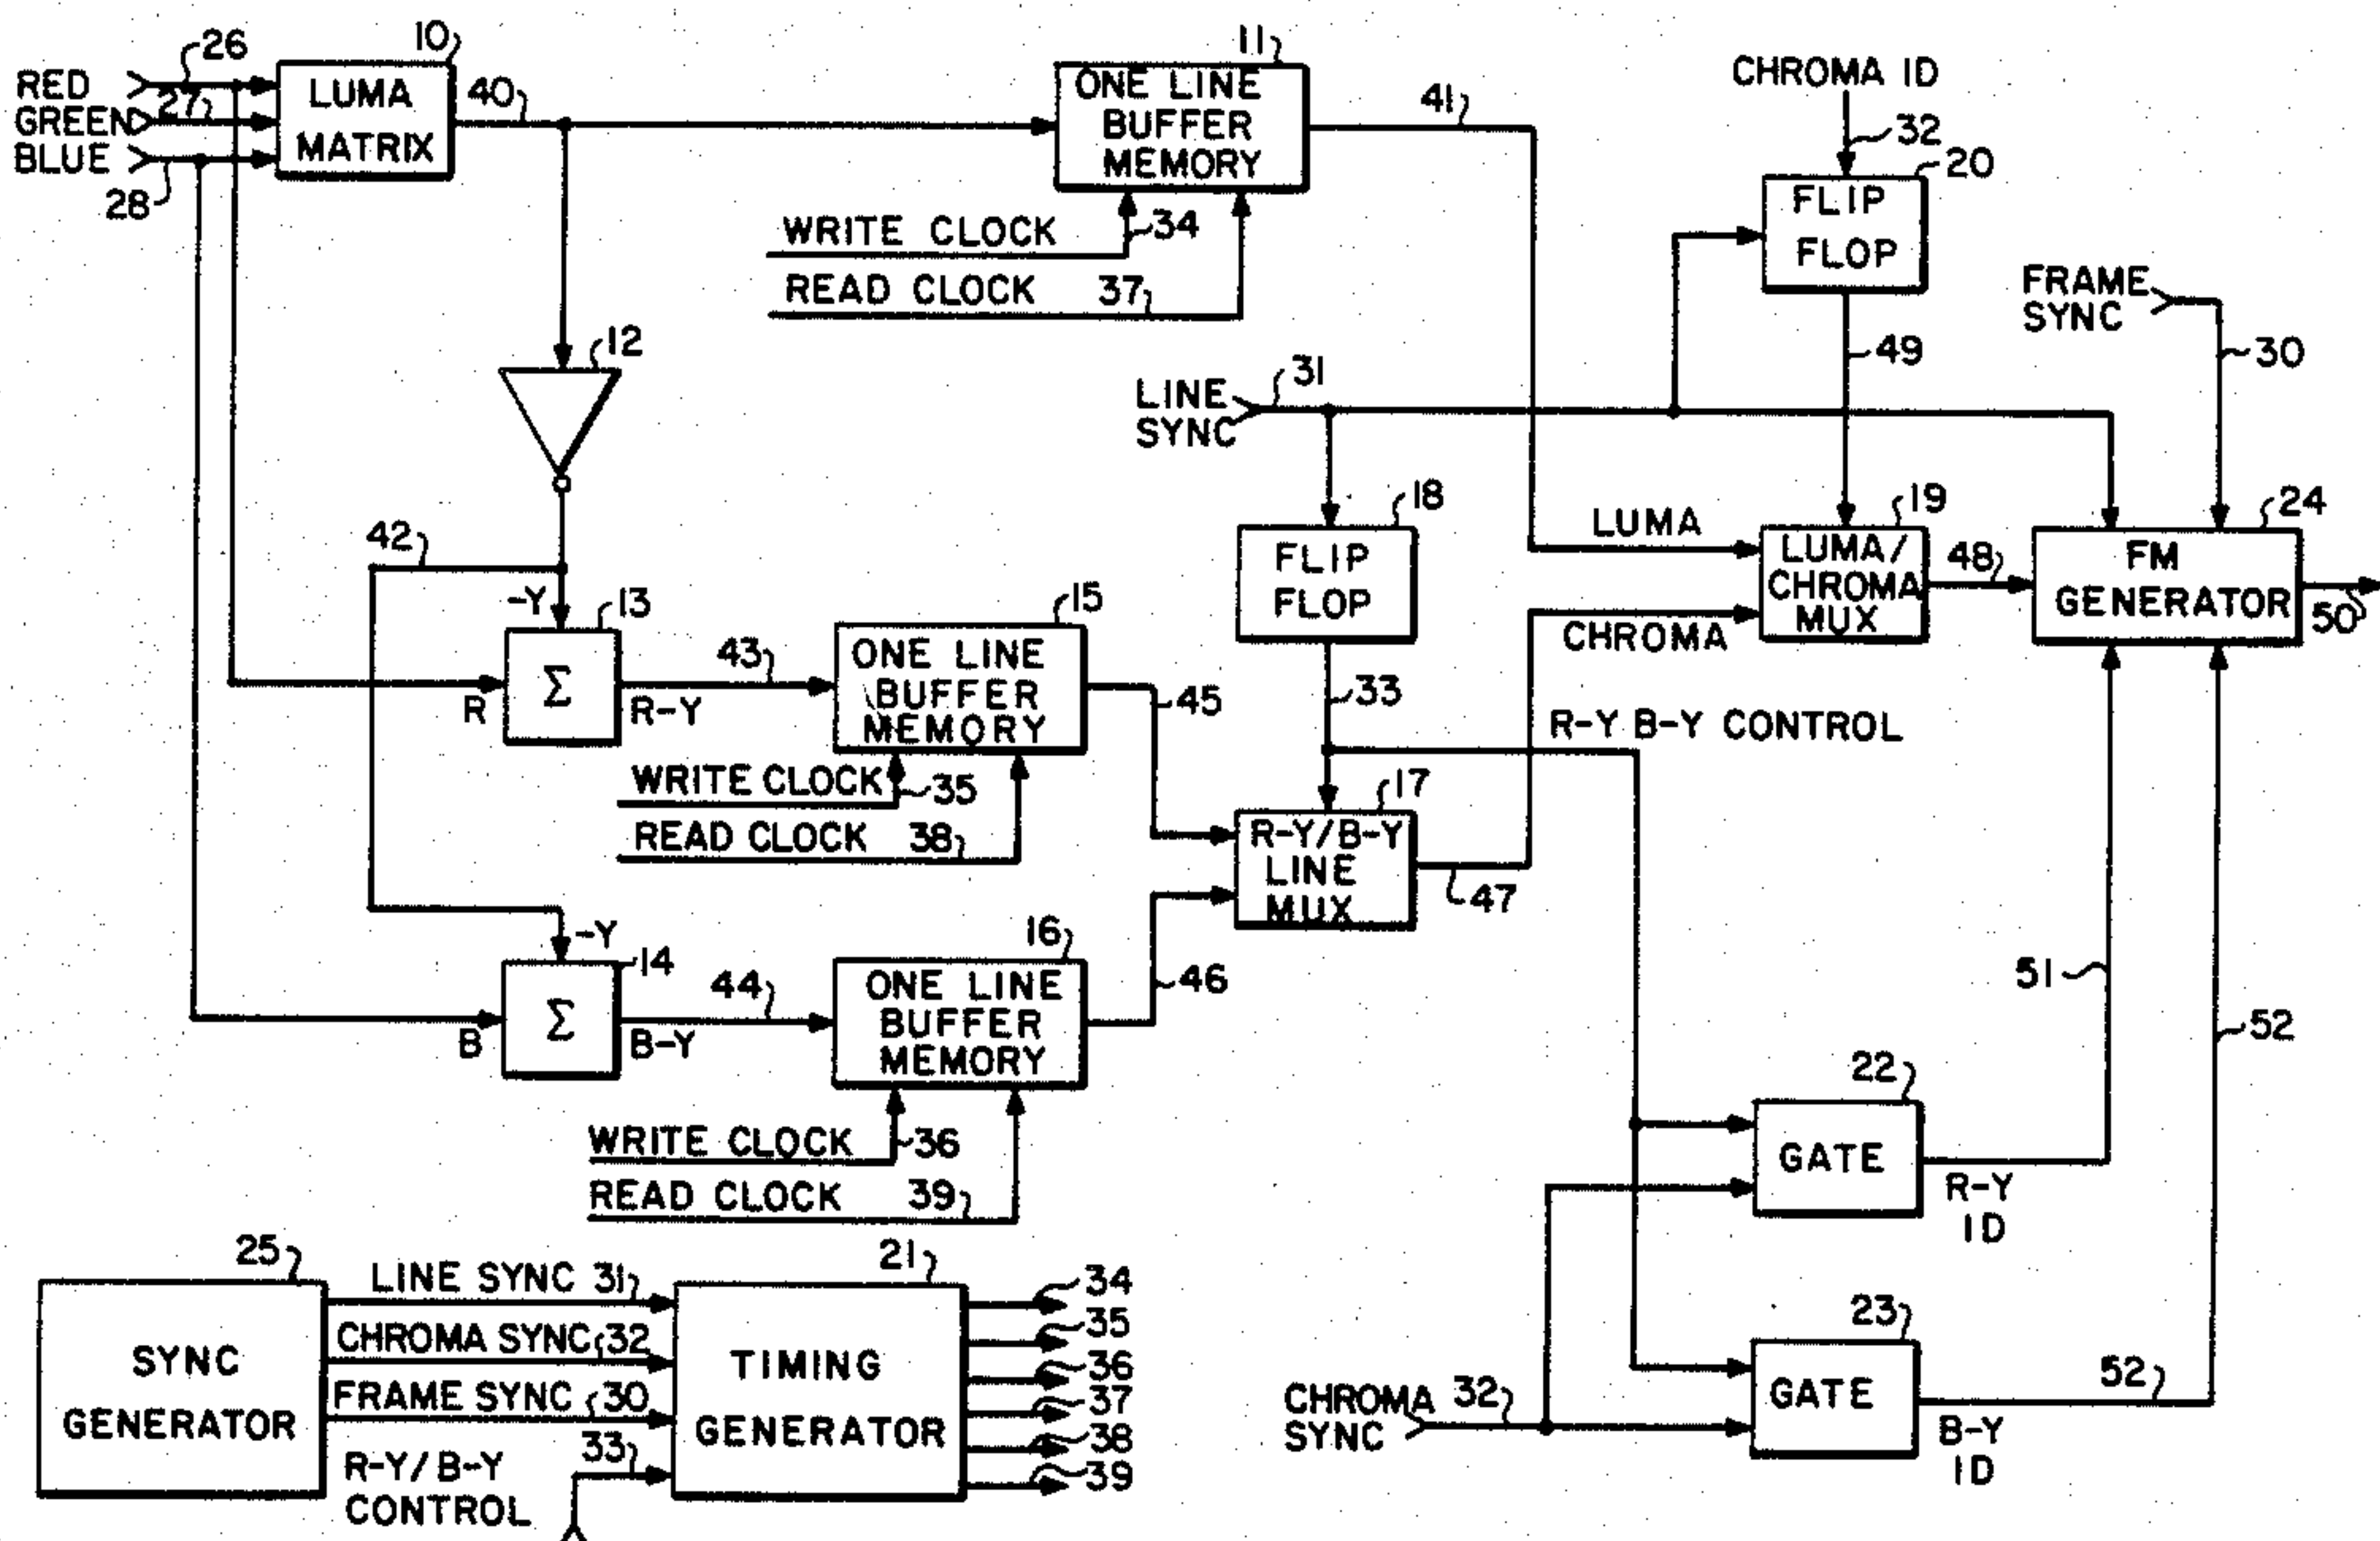 RED
GREEN
BLUE
26
27
28
10
LUMA
MATRIX
40
11
ONE LINE
BUFFER
MEMORY
41
WRITE CLOCK
34
READ CLOCK 37
CHROMA ID
32
20
FLIP
FLOP
49
FRAME
SYNC
30
12
LINE
SYNC
31
18
FLIP
FLOP
33
LUMA
CHROMA
19
LUMA/
CHROMA
MUX
48
24
FM
GENERATOR
50
42
-Y
13
Σ
R
R-Y
43
15
ONE LINE
BUFFER
MEMORY
45
WRITE CLOCK
35
READ CLOCK 38
R-Y B-Y CONTROL
17
R-Y/B-Y
LINE
MUX
47
-Y
14
Σ
B
B-Y
44
16
ONE LINE
BUFFER
MEMORY
46
WRITE CLOCK
36
READ CLOCK 39
51
52
22
GATE
R-Y
ID
23
GATE
52
B-Y
ID
CHROMA
SYNC
32
25
SYNC
GENERATOR
LINE SYNC 31
CHROMA SYNC 32
FRAME SYNC 30
R-Y/B-Y
CONTROL
33
21
TIMING
GENERATOR
34
35
36
37
38
39